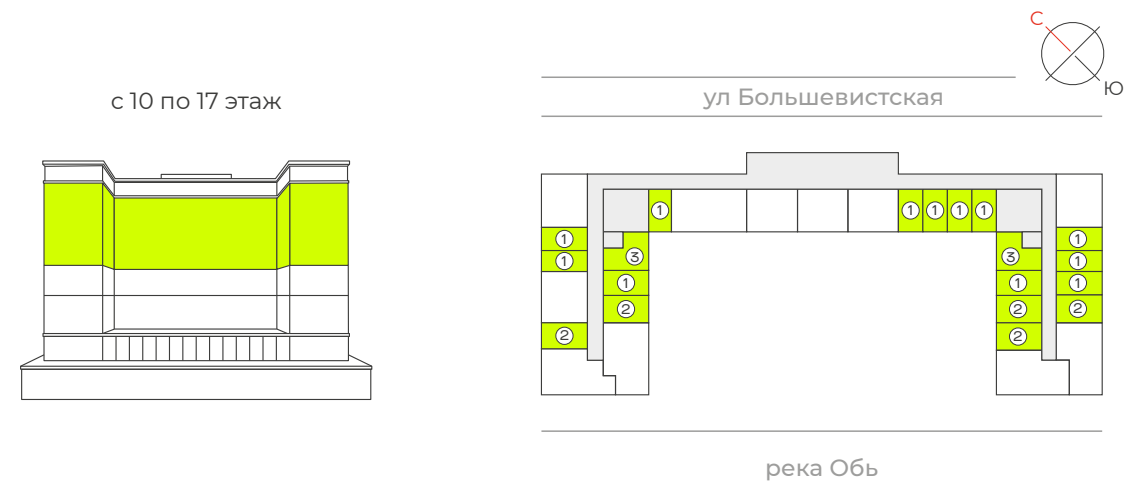 с 10 по 17 этаж
С
Ю
ул Большевистская
1 1 1 1 1
1 1
1 3 3 1
1 1 1 1
2 2 2
2 2
река Обь